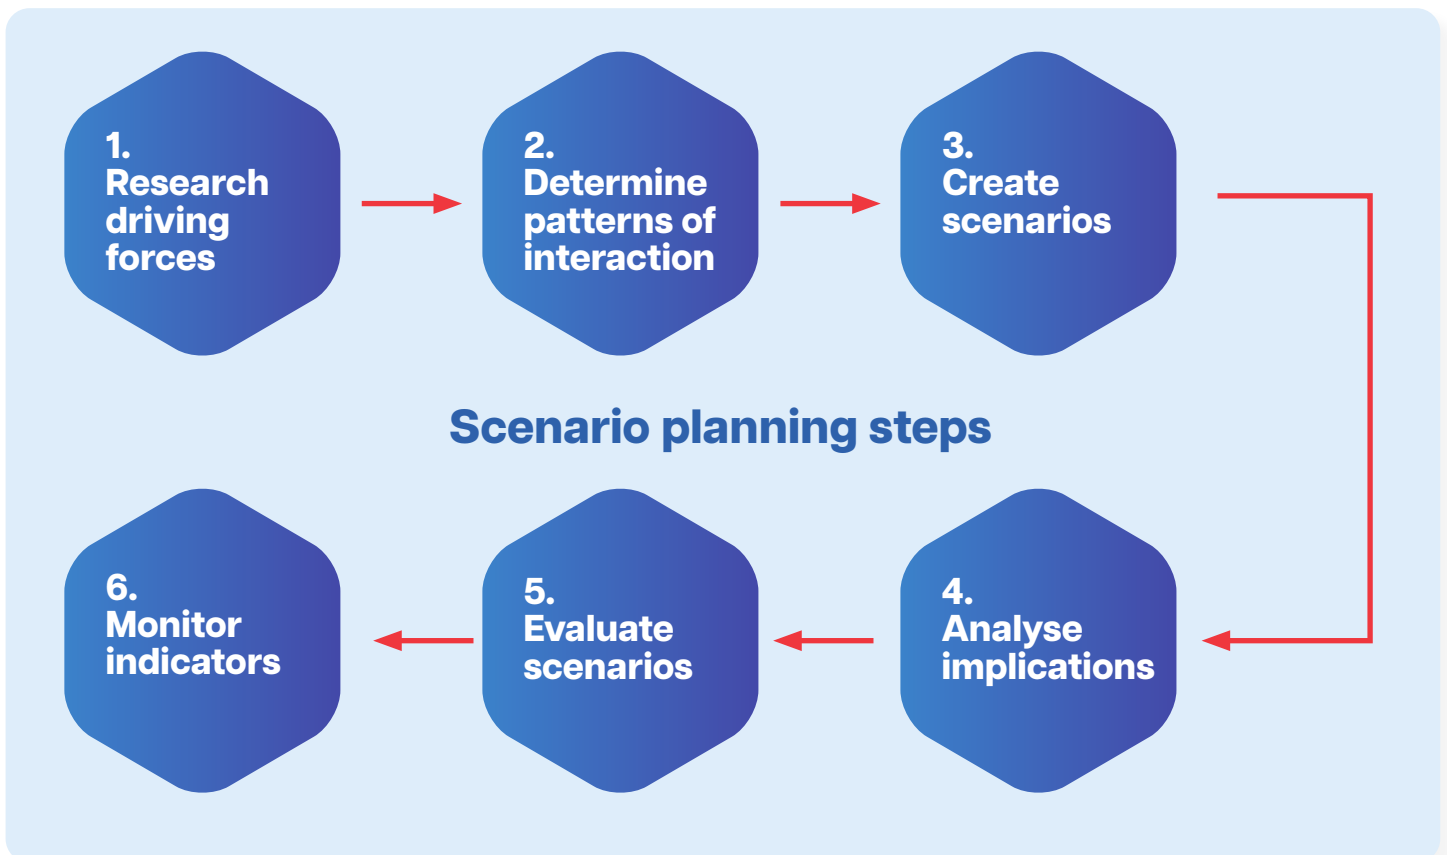 1.
Research
driving
forces
2.
Determine
patterns of
interaction
3.
Create
scenarios
Scenario planning steps
4.
Analyse
implications
5.
Evaluate
scenarios
6.
Monitor
indicators